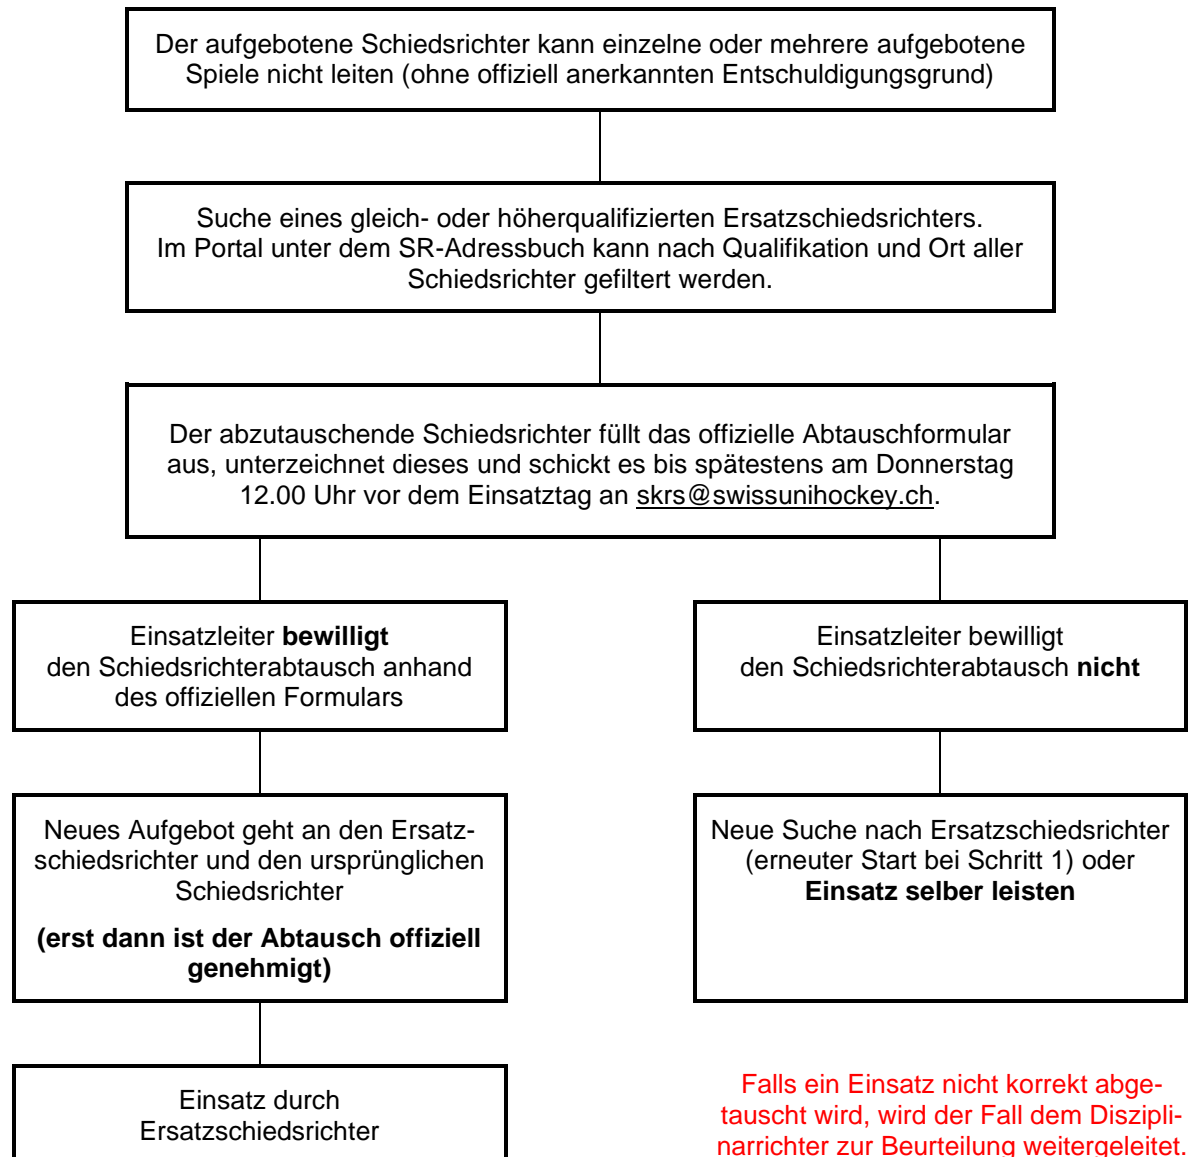 Der aufgebotene Schiedsrichter kann einzelne oder mehrere aufgebotene
Spiele nicht leiten (ohne offiziell anerkannten Entschuldigungsgrund)
Suche eines gleich- oder höherqualifizierten Ersatzschiedsrichters.
Im Portal unter dem SR-Adressbuch kann nach Qualifikation und Ort aller
Schiedsrichter gefiltert werden.
Der abzutauschende Schiedsrichter füllt das offizielle Abtauschformular
aus, unterzeichnet dieses und schickt es bis spätestens am Donnerstag
12.00 Uhr vor dem Einsatztag an skrs@swissunihockey.ch.
Einsatzleiter bewilligt
den Schiedsrichterabtausch anhand
des offiziellen Formulars
Einsatzleiter bewilligt
den Schiedsrichterabtausch nicht
Neues Aufgebot geht an den Ersatz-
schiedsrichter und den ursprünglichen
Schiedsrichter
(erst dann ist der Abtausch offiziell
genehmigt)
Neue Suche nach Ersatzschiedsrichter
(erneuter Start bei Schritt 1) oder
Einsatz selber leisten
Einsatz durch
Ersatzschiedsrichter
Falls ein Einsatz nicht korrekt abge-
tauscht wird, wird der Fall dem Diszipli-
narrichter zur Beurteilung weitergeleitet.